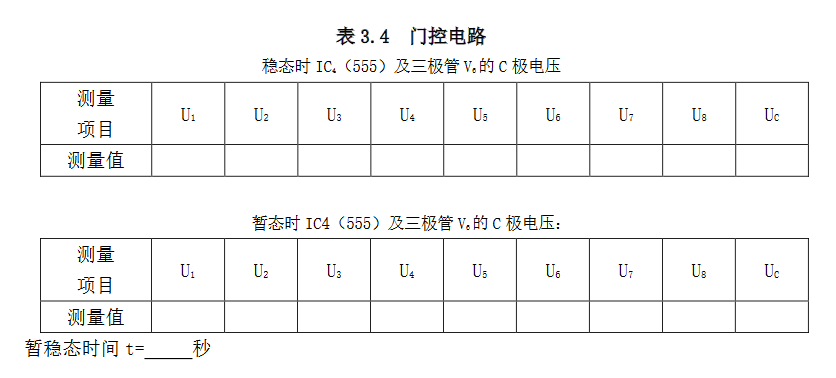 表 3.4 门控电路
稳态时 IC₄（555）及三极管 V₆的 C 极电压
测量项目 U₁ U₂ U₃ U₄ U₅ U₆ U₇ U₈ U_C
测量值
暂态时 IC4（555）及三极管 V₆的 C 极电压：
测量项目 U₁ U₂ U₃ U₄ U₅ U₆ U₇ U₈ U_C
测量值
暂稳态时间 t=_____秒